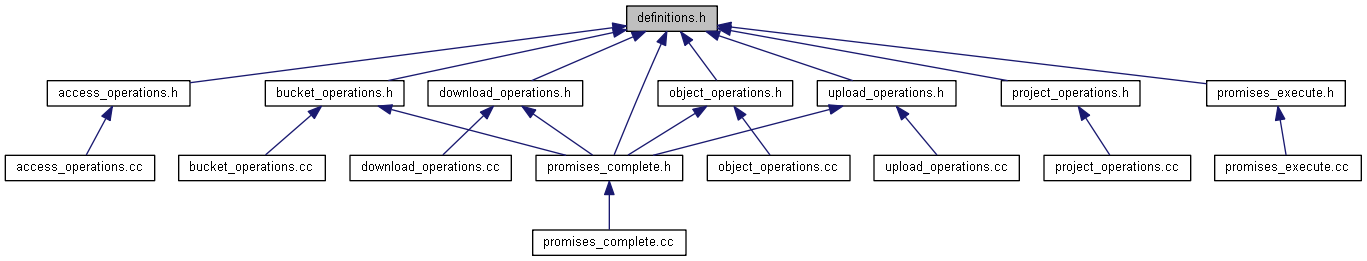 definitions.h
access_operations.h
bucket_operations.h
download_operations.h
object_operations.h
upload_operations.h
project_operations.h
promises_execute.h
access_operations.cc
bucket_operations.cc
download_operations.cc
promises_complete.h
object_operations.cc
upload_operations.cc
project_operations.cc
promises_execute.cc
promises_complete.cc